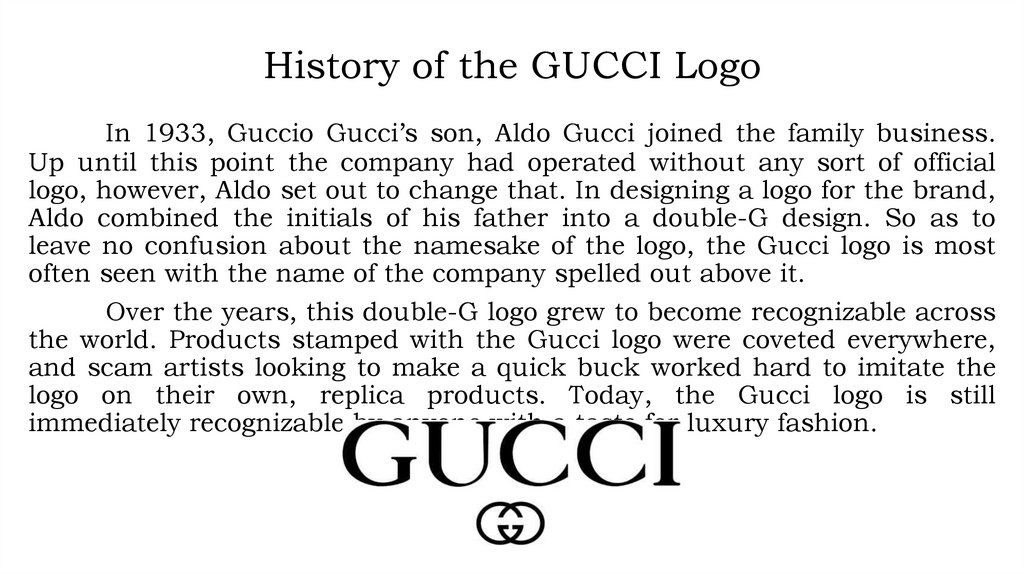 History of the GUCCI Logo
In 1933, Guccio Gucci’s son, Aldo Gucci joined the family business.
Up until this point the company had operated without any sort of official
logo, however, Aldo set out to change that. In designing a logo for the brand,
Aldo combined the initials of his father into a double-G design. So as to
leave no confusion about the namesake of the logo, the Gucci logo is most
often seen with the name of the company spelled out above it.
Over the years, this double-G logo grew to become recognizable across
the world. Products stamped with the Gucci logo were coveted everywhere,
and scam artists looking to make a quick buck worked hard to imitate the
logo on their own, replica products. Today, the Gucci logo is still
immediately recognizable by anyone with a taste for luxury fashion.
GUCCI